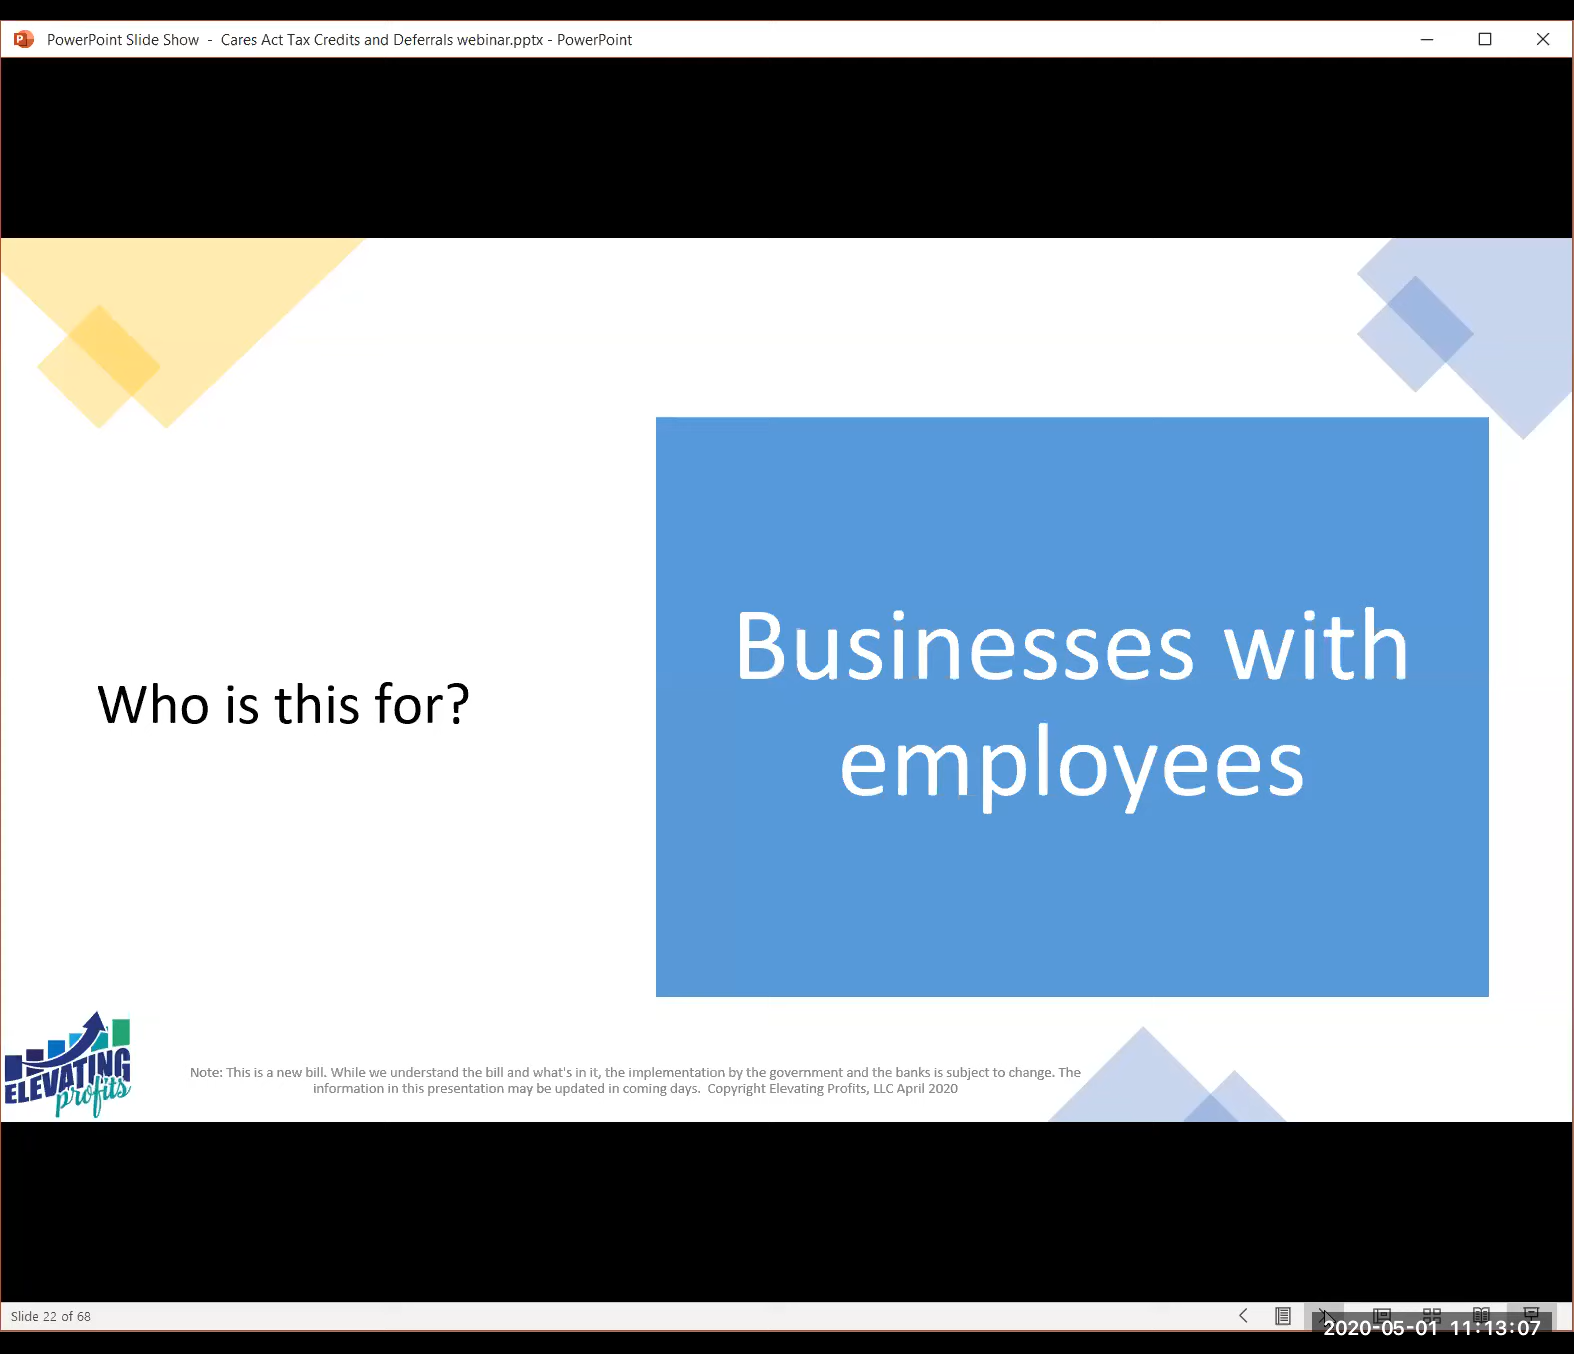 PowerPoint Slide Show - Cares Act Tax Credits and Deferrals webinar.pptx - PowerPoint
Who is this for?
Businesses with
employees
ELEVATING
profits
Note: This is a new bill. While we understand the bill and what's in it, the implementation by the government and the banks is subject to change. The
information in this presentation may be updated in coming days. Copyright Elevating Profits, LLC April 2020
Slide 22 of 68
2020-05-01 11:13:07